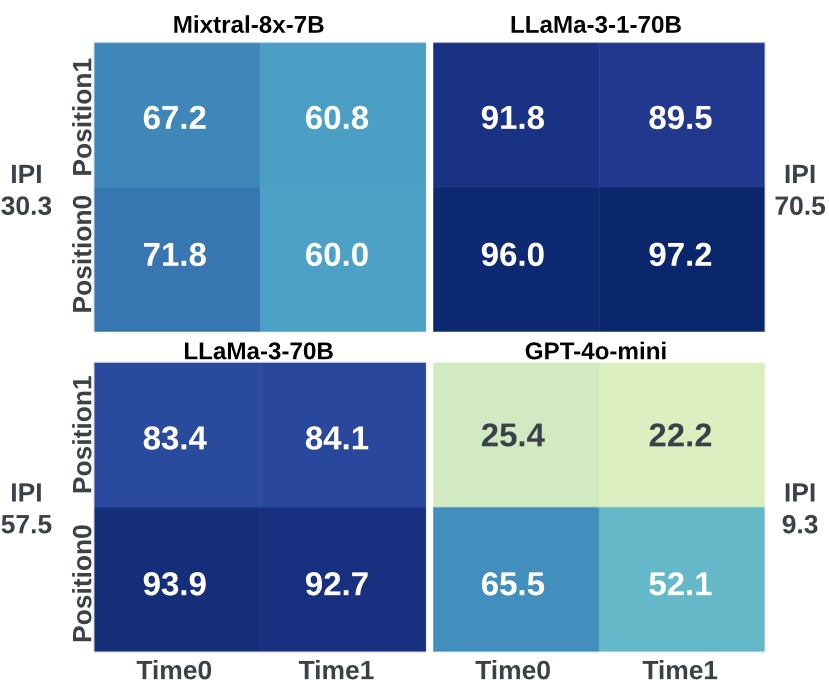 Mixtral-8x-7B
LLaMa-3-1-70B
Position1
67.2
60.8
91.8
89.5
IPI
30.3
IPI
70.5
Position0
71.8
60.0
96.0
97.2
LLaMa-3-70B
GPT-4o-mini
Position1
83.4
84.1
25.4
22.2
IPI
57.5
IPI
9.3
Position0
93.9
92.7
65.5
52.1
Time0
Time1
Time0
Time1